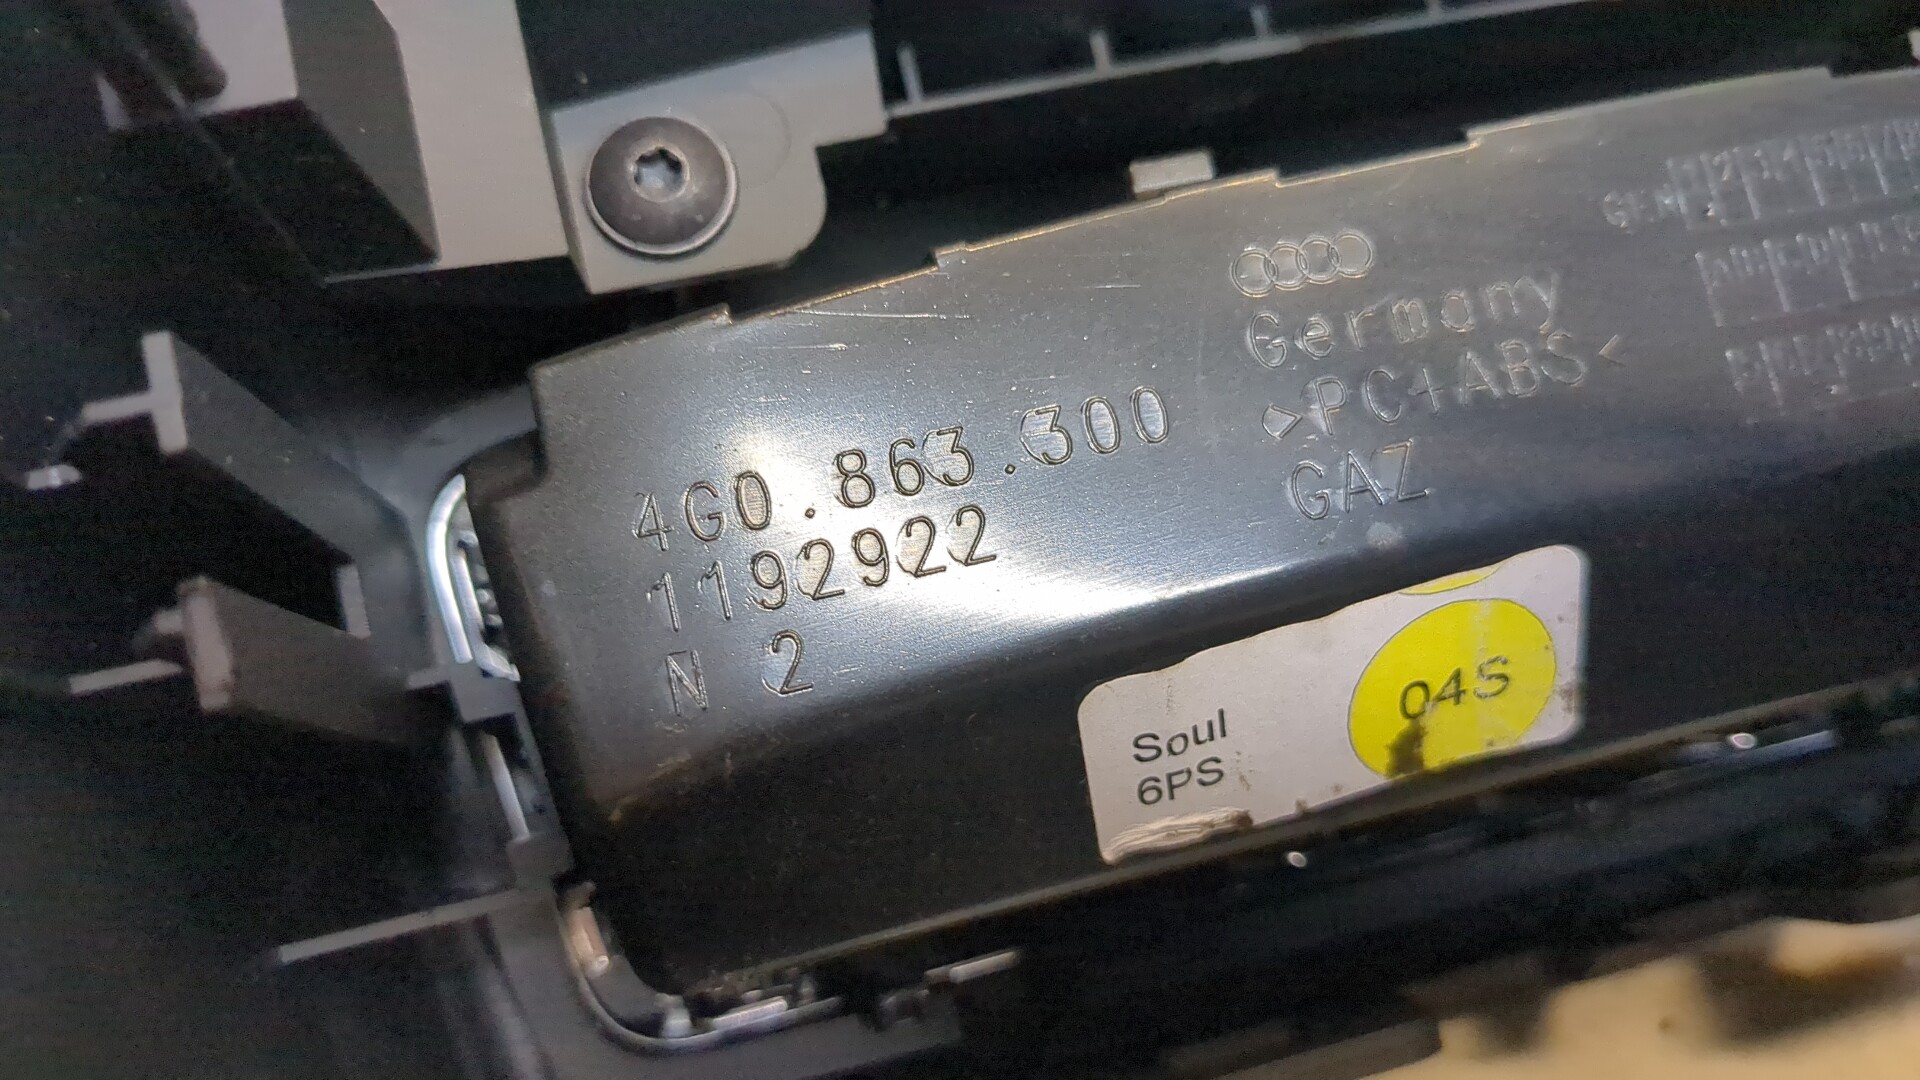 4G0.863.300
1192922
N 2
Germany
>PC+ABS<
GAZ
Soul
6PS
04S